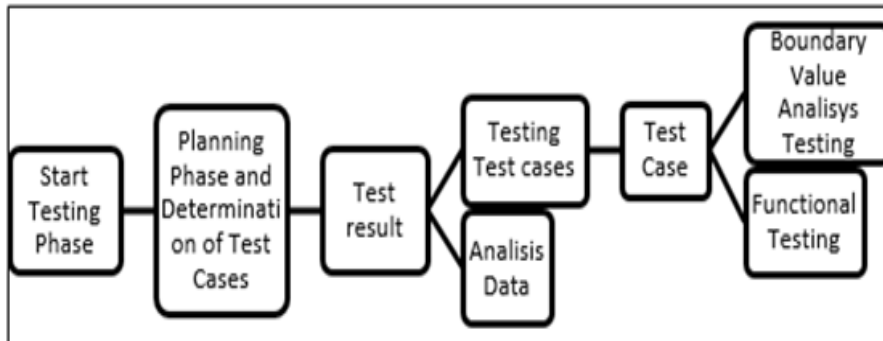 Start
Testing
Phase
Planning
Phase and
Determinati
on of Test
Cases
Test
result
Testing
Test cases
Analisis
Data
Test
Case
Boundary
Value
Analisys
Testing
Functional
Testing